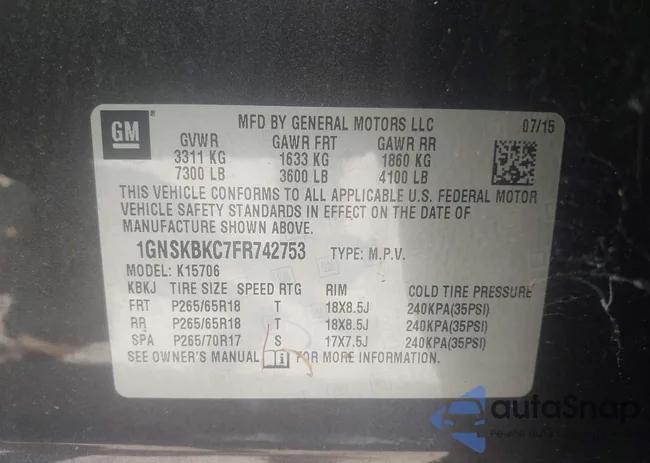 GM
MFD BY GENERAL MOTORS LLC 07/15
GVWR GAWR FRT GAWR RR
3311 KG 1633 KG 1860 KG
7300 LB 3600 LB 4100 LB
THIS VEHICLE CONFORMS TO ALL APPLICABLE U.S. FEDERAL MOTOR
VEHICLE SAFETY STANDARDS IN EFFECT ON THE DATE OF
MANUFACTURE SHOWN ABOVE.
1GNSKBKC7FR742753 TYPE: M.P.V.
MODEL: K15706
KBKJ TIRE SIZE SPEED RTG RIM COLD TIRE PRESSURE
FRT P265/65R18 T 18X8.5J 240KPA(35PSI)
RR P265/65R18 T 18X8.5J 240KPA(35PSI)
SPA P265/70R17 S 17X7.5J 240KPA(35PSI)
SEE OWNER'S MANUAL FOR MORE INFORMATION.
autoSnap